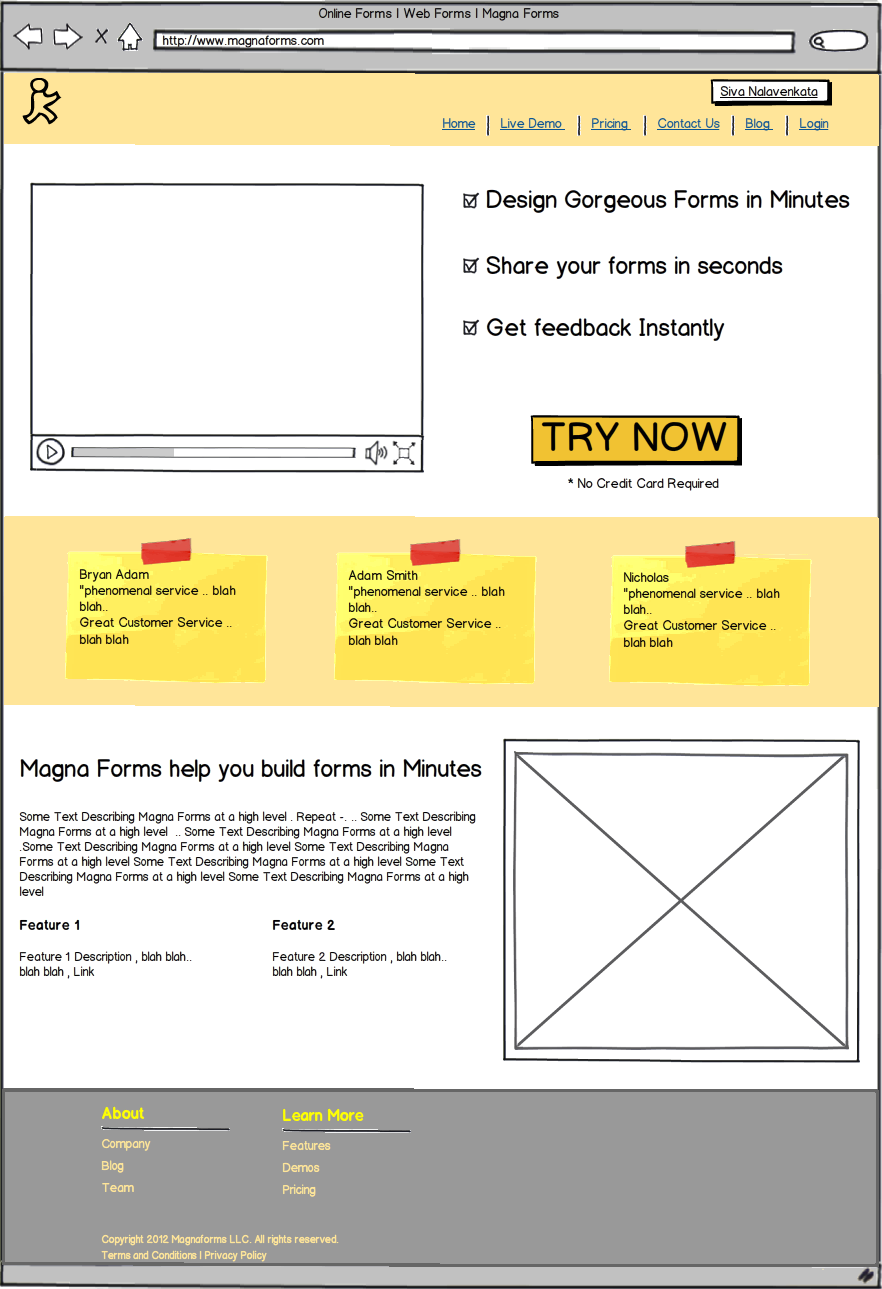 Online Forms | Web Forms | Magna Forms
http://www.magnaforms.com
Siva Nalavenkata
Home | Live Demo | Pricing | Contact Us | Blog | Login
Design Gorgeous Forms in Minutes
Share your forms in seconds
Get feedback Instantly
TRY NOW
* No Credit Card Required
Bryan Adam
"phenomenal service .. blah
blah..
Great Customer Service ..
blah blah
Adam Smith
"phenomenal service .. blah
blah..
Great Customer Service ..
blah blah
Nicholas
"phenomenal service .. blah
blah..
Great Customer Service ..
blah blah
Magna Forms help you build forms in Minutes
Some Text Describing Magna Forms at a high level . Repeat -. .. Some Text Describing
Magna Forms at a high level .. Some Text Describing Magna Forms at a high level
.Some Text Describing Magna Forms at a high level Some Text Describing Magna
Forms at a high level Some Text Describing Magna Forms at a high level Some Text
Describing Magna Forms at a high level Some Text Describing Magna Forms at a high
level
Feature 1
Feature 1 Description , blah blah..
blah blah , Link
Feature 2
Feature 2 Description , blah blah..
blah blah , Link
About
Company
Blog
Team
Learn More
Features
Demos
Pricing
Copyright 2012 Magnaforms LLC. All rights reserved.
Terms and Conditions | Privacy Policy